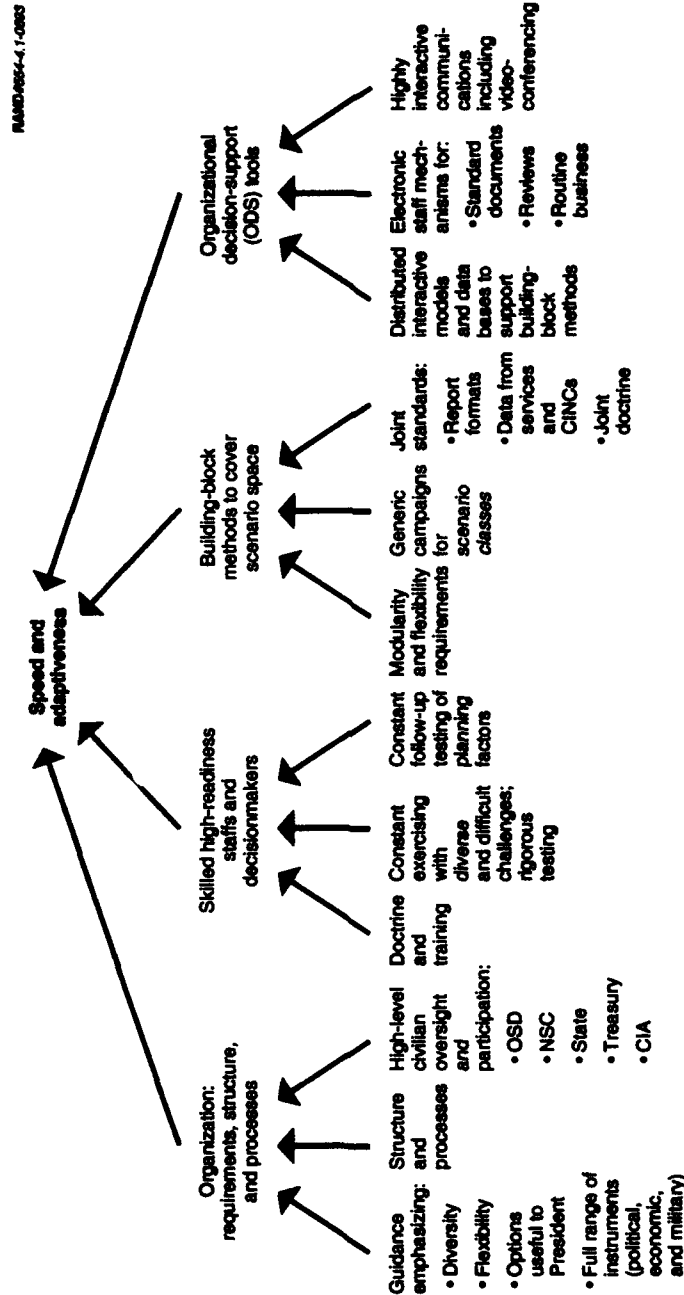 RAND#554-4.1-0893
Speed and
adaptiveness
Organization:
requirements, structure,
and processes
Skilled high-readiness
staffs and
decisionmakers
Building-block
methods to cover
scenario space
Organizational
decision-support
(ODS) tools
Guidance
emphasizing:
• Diversity
• Flexibility
• Options
useful to
President
• Full range of
instruments
(political,
economic,
and military)
Structure
and
processes
High-level
civilian
oversight
and
participation:
• OSD
• NSC
• State
• Treasury
• CIA
Doctrine
and
training
Constant
exercising
with
diverse
and difficult
challenges;
rigorous
testing
Constant
follow-up
testing of
planning
factors
Modularity
and flexibility
requirements
Generic
campaigns
for
scenario
classes
Joint
standards:
• Report
formats
• Data from
services
and
CINCs
• Joint
doctrine
Distributed
interactive
models
and data
bases to
support
building-
block
methods
Electronic
staff mech-
anisms for:
• Standard
documents
• Reviews
• Routine
business
Highly
interactive
communi-
cations
including
video-
conferencing